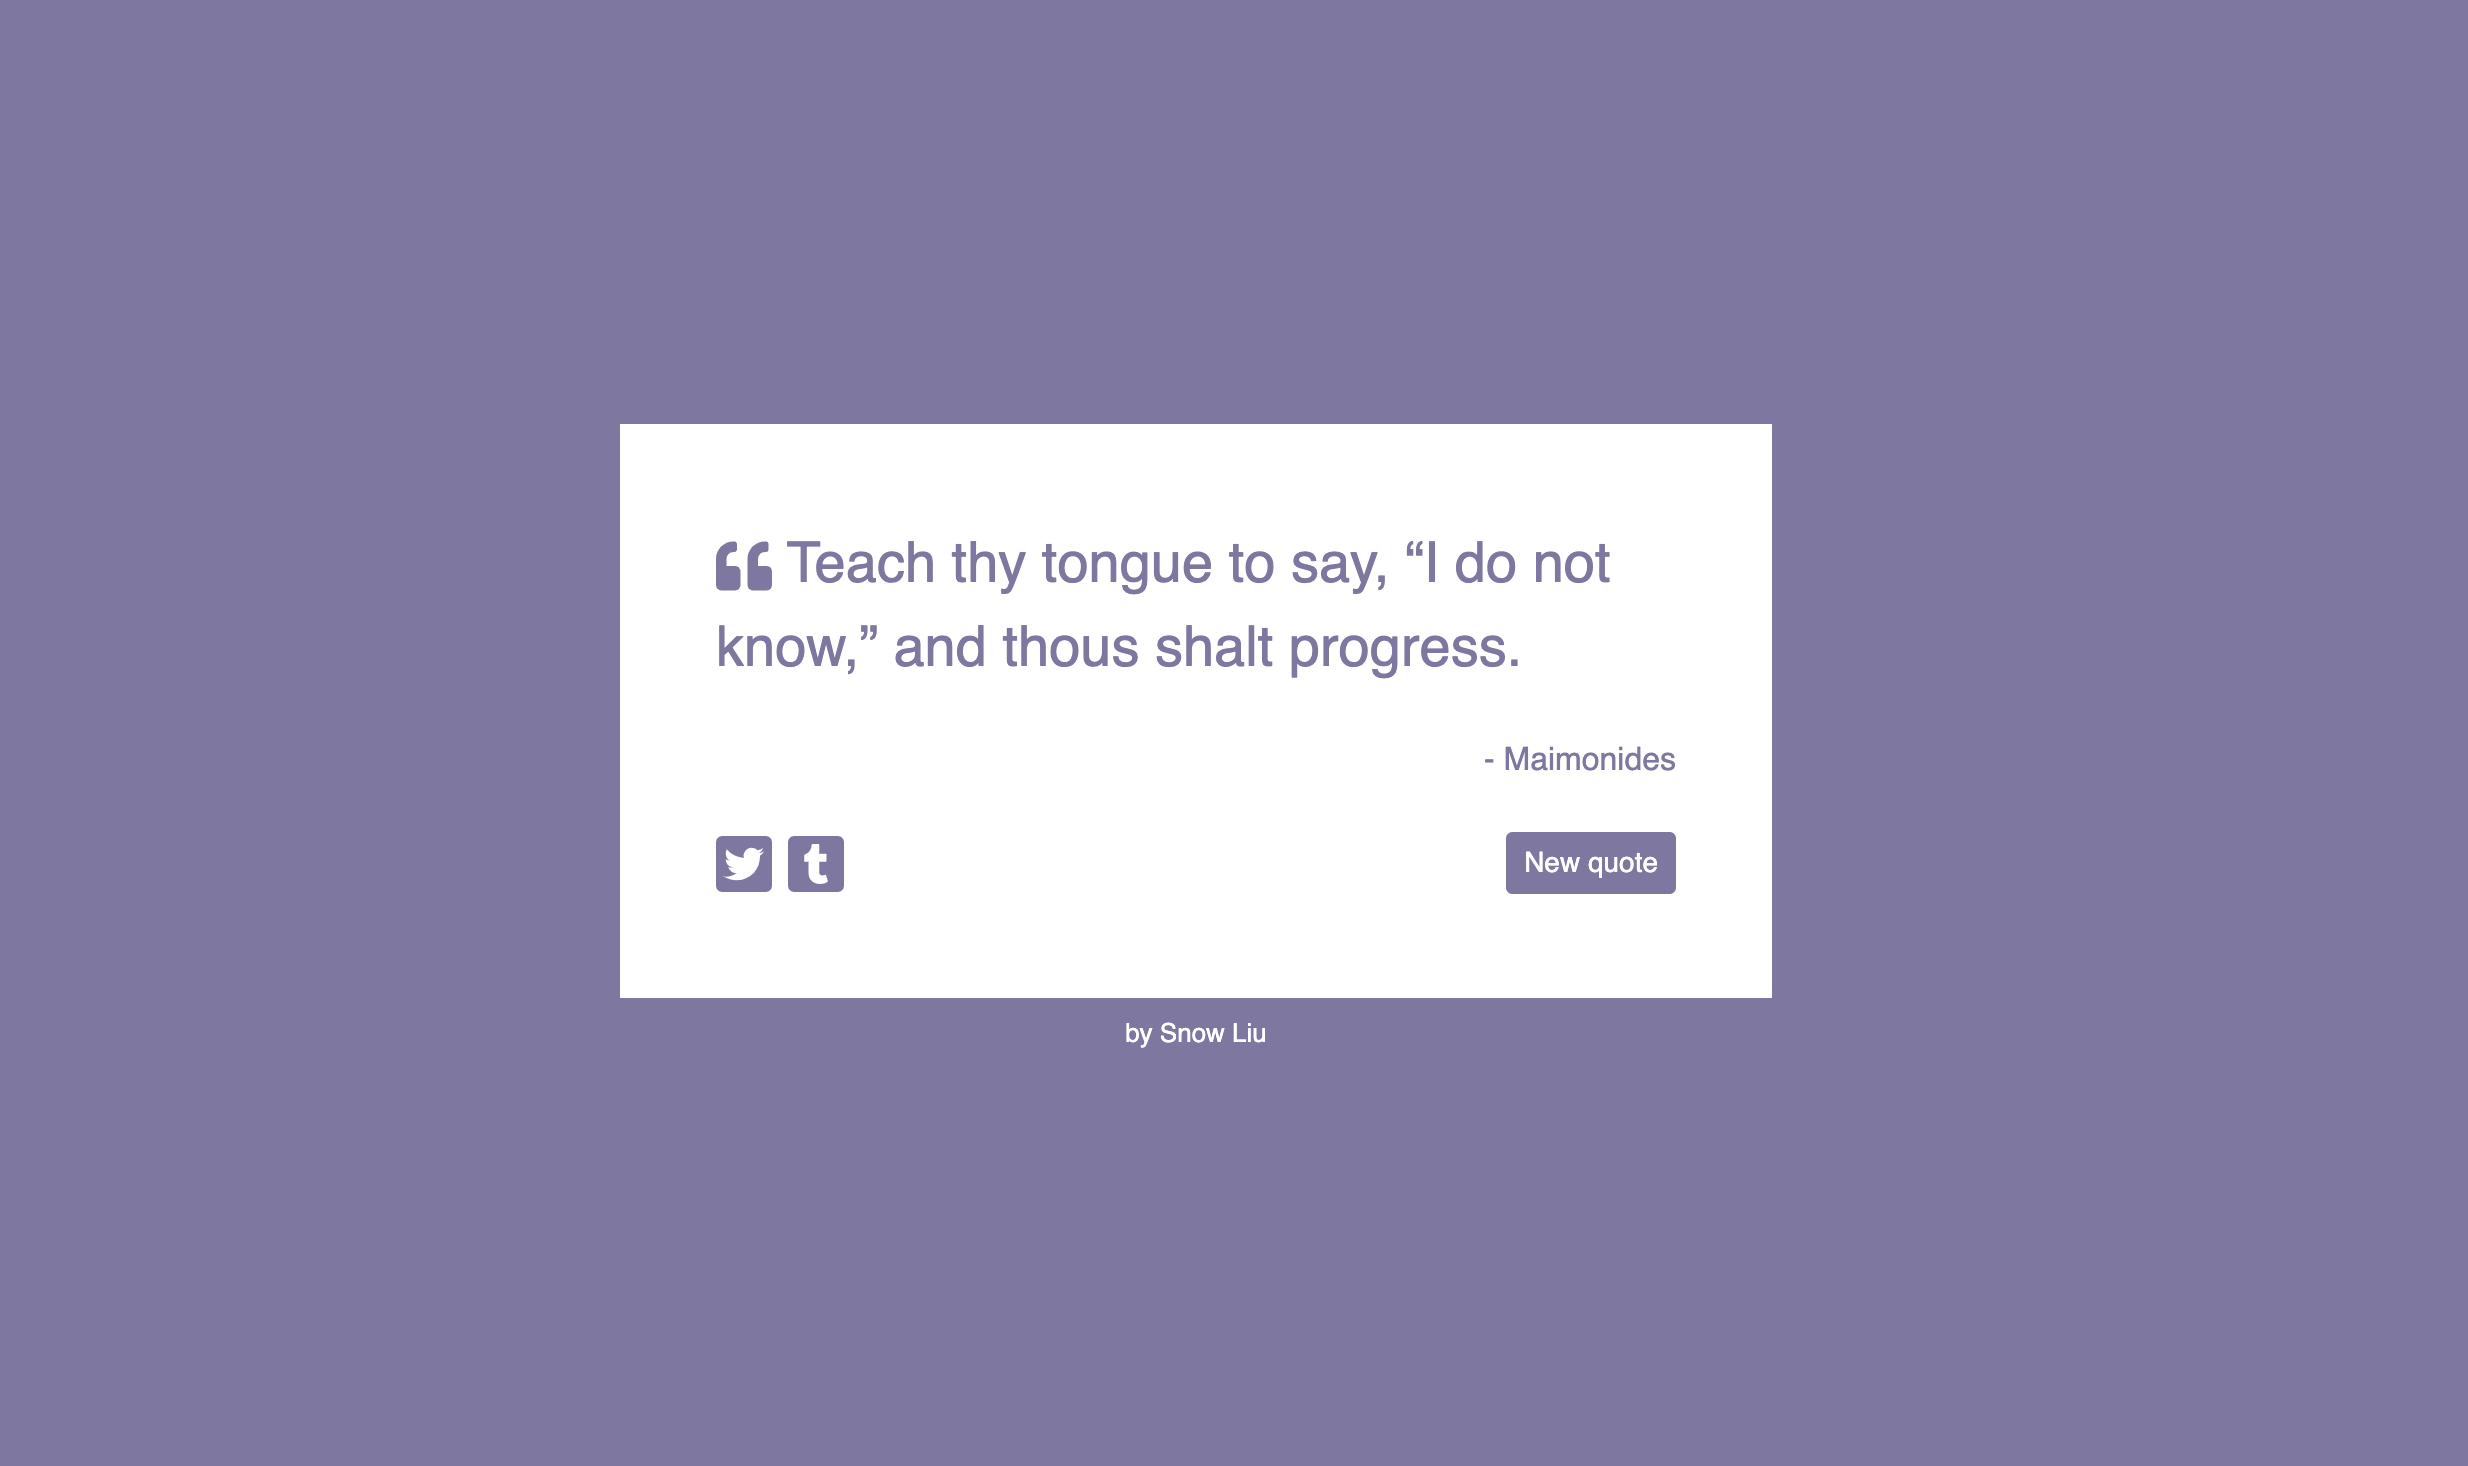 Teach thy tongue to say, “I do not
know,” and thous shalt progress.
- Maimonides
New quote
by Snow Liu